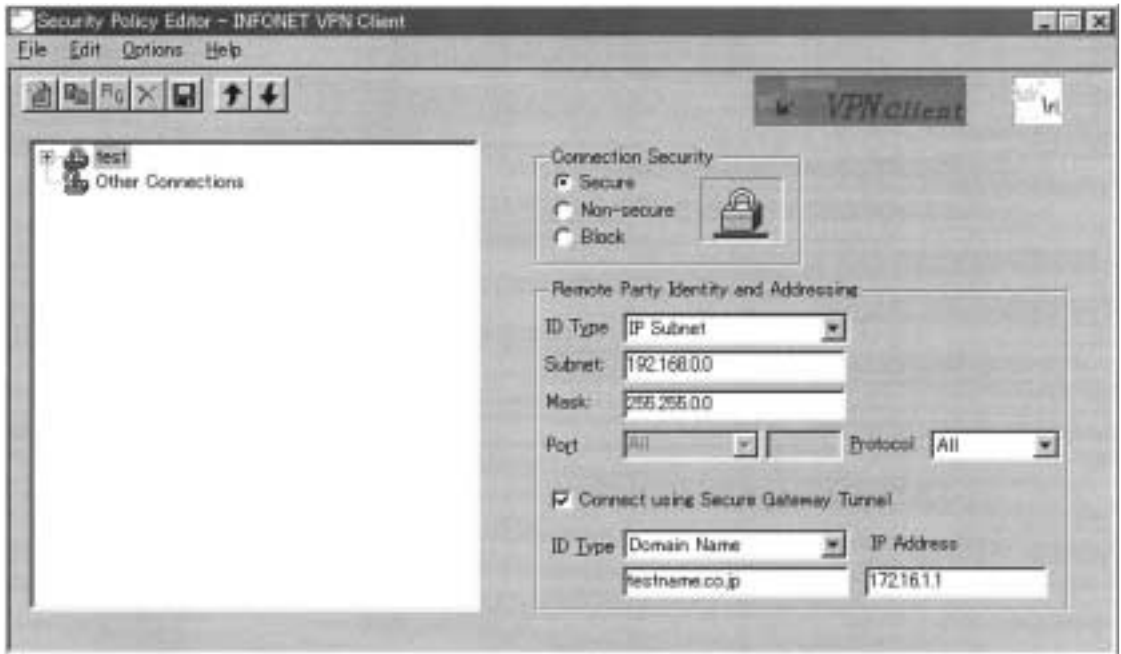 Security Policy Editor - INFONET VPN Client
File Edit Options Help
VPN Client
test
Other Connections
Connection Security
Secure
Non-secure
Block
Remote Party Identity and Addressing
ID Type IP Subnet
Subnet: 192.168.0.0
Mask: 255.255.0.0
Port All Protocol All
Connect using Secure Gateway Tunnel
ID Type Domain Name IP Address
testname.co.jp 172.16.1.1